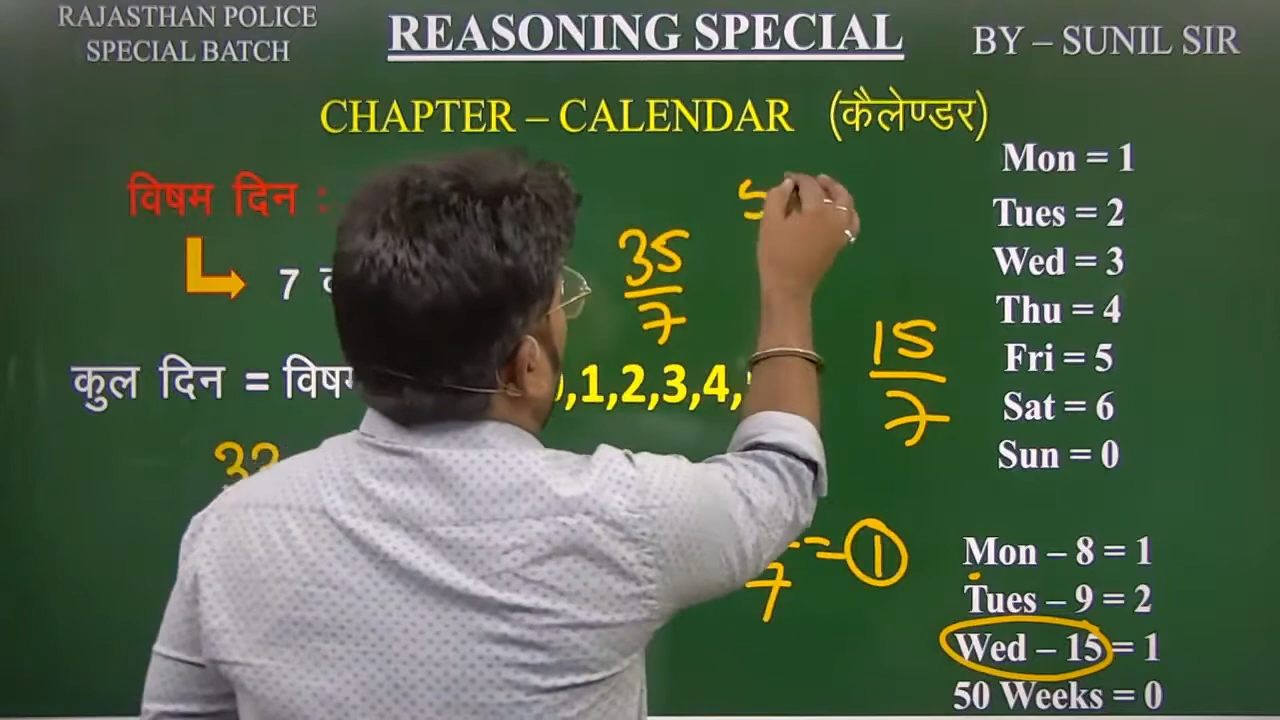 RAJASTHAN POLICE
SPECIAL BATCH
REASONING SPECIAL
BY – SUNIL SIR
CHAPTER – CALENDAR (कैलेण्डर)
विषम दिन :
7
कुल दिन =
,1,2,3,4,
35
7
15
7
7
= 1
Mon = 1
Tues = 2
Wed = 3
Thu = 4
Fri = 5
Sat = 6
Sun = 0
Mon – 8 = 1
Tues – 9 = 2
Wed – 15 = 1
50 Weeks = 0